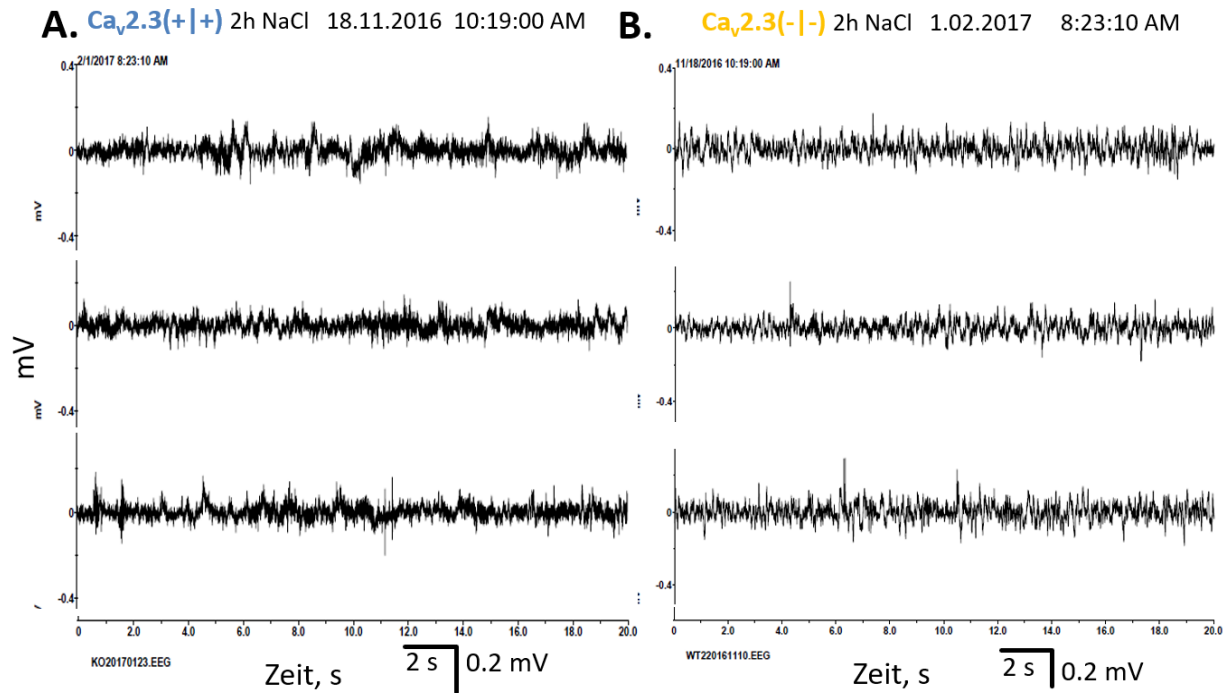 A. Cav2.3(+|+) 2h NaCl 18.11.2016 10:19:00 AM
2/1/2017 8:23:10 AM
0.4
0
mV
-0.4
0
mV
mV
-0.4
0
-0.4
0 2.0 4.0 6.0 8.0 10.0 12.0 14.0 16.0 18.0 20.0
KO20170123.EEG
Zeit, s
2 s 0.2 mV
B. Cav2.3(-|-) 2h NaCl 1.02.2017 8:23:10 AM
11/18/2016 10:19:00 AM
0.4
0
-0.4
0
-0.4
0
-0.4
0 2.0 4.0 6.0 8.0 10.0 12.0 14.0 16.0 18.0 20.0
WT220161110.EEG
Zeit, s
2 s 0.2 mV